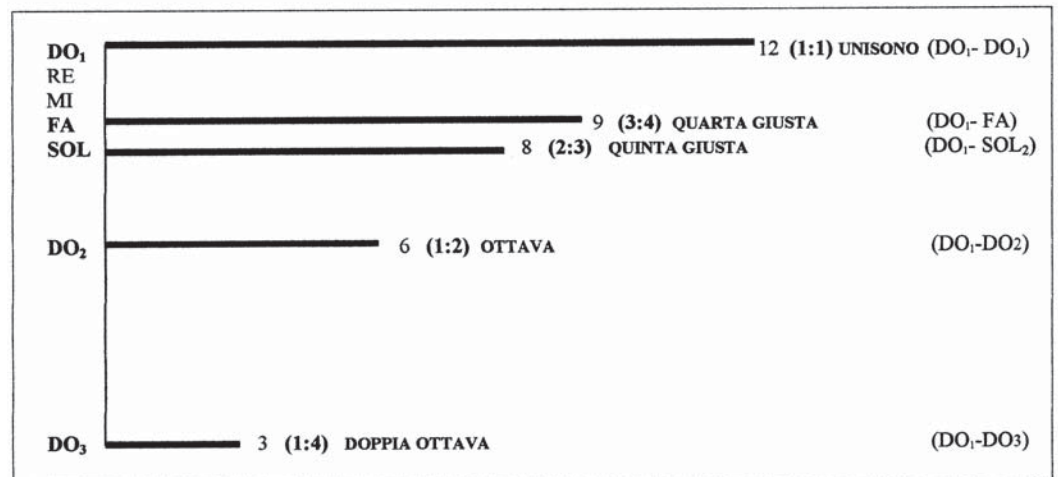 DO₁ 12 (1:1) UNISONO (DO₁- DO₁)
RE
MI
FA 9 (3:4) QUARTA GIUSTA (DO₁- FA)
SOL 8 (2:3) QUINTA GIUSTA (DO₁- SOL₂)
DO₂ 6 (1:2) OTTAVA (DO₁-DO2)
DO₃ 3 (1:4) DOPPIA OTTAVA (DO₁-DO3)